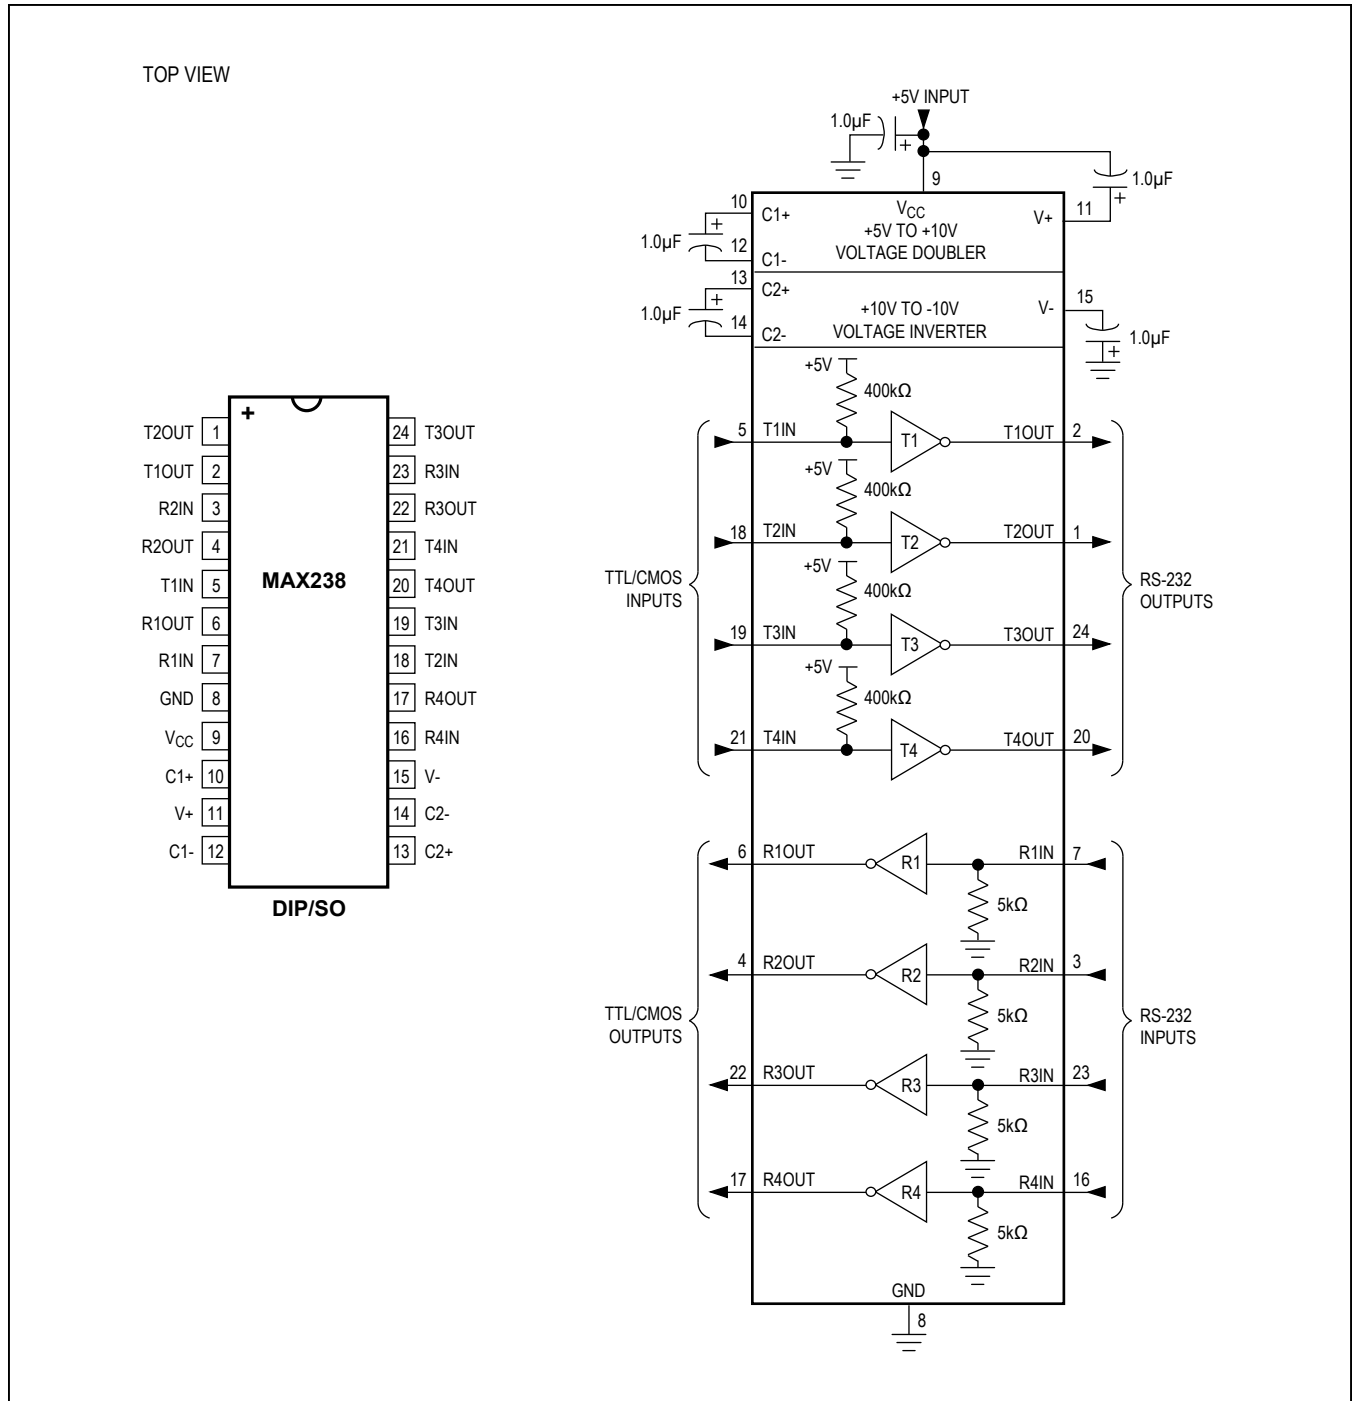 TOP VIEW
+
T2OUT 1
T1OUT 2
R2IN 3
R2OUT 4
T1IN 5
R1OUT 6
R1IN 7
GND 8
VCC 9
C1+ 10
V+ 11
C1- 12
MAX238
24 T3OUT
23 R3IN
22 R3OUT
21 T4IN
20 T4OUT
19 T3IN
18 T2IN
17 R4OUT
16 R4IN
15 V-
14 C2-
13 C2+
DIP/SO
+5V INPUT
1.0µF
+
9
1.0µF
+
10 C1+
1.0µF
+
12 C1-
VCC
+5V TO +10V
VOLTAGE DOUBLER
V+ 11
13 C2+
1.0µF
+
14 C2-
+10V TO -10V
VOLTAGE INVERTER
V- 15
1.0µF
+
TTL/CMOS
INPUTS
+5V
400kΩ
5 T1IN T1 T1OUT 2
+5V
400kΩ
18 T2IN T2 T2OUT 1
+5V
400kΩ
19 T3IN T3 T3OUT 24
+5V
400kΩ
21 T4IN T4 T4OUT 20
RS-232
OUTPUTS
TTL/CMOS
OUTPUTS
6 R1OUT R1 R1IN 7
5kΩ
4 R2OUT R2 R2IN 3
5kΩ
22 R3OUT R3 R3IN 23
5kΩ
17 R4OUT R4 R4IN 16
5kΩ
RS-232
INPUTS
GND
8